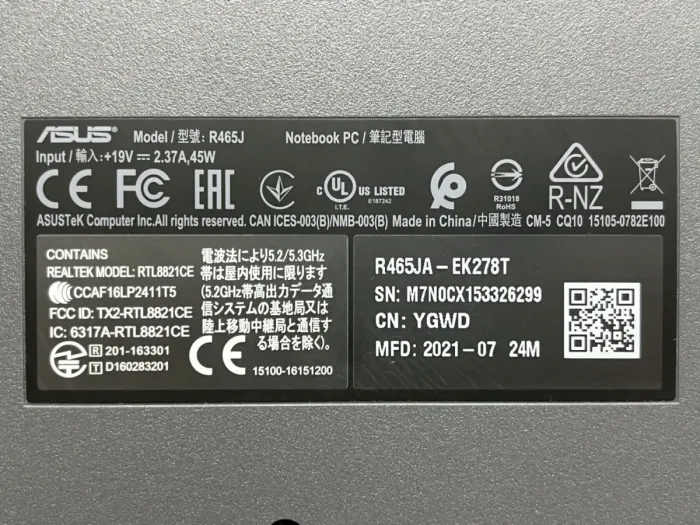 ASUS Model / 型號: R465J Notebook PC / 筆記型電腦
Input / 輸入: +19V ⎓ 2.37A,45W
CE FC EAC C UL US LISTED I.T.E. E187242 R31018 RoHS R-NZ
ASUSTeK Computer Inc.All rights reserved. CAN ICES-003(B)/NMB-003(B) Made in China/中國製造 CM-5 CQ10 15105-0782E100
CONTAINS
REALTEK MODEL: RTL8821CE
CCAF16LP2411T5
FCC ID: TX2-RTL8821CE
IC: 6317A-RTL8821CE
R 201-163301
T D160283201
電波法により5.2/5.3GHz
帯は屋内使用に限ります
(5.2GHz帯高出力データ通
信システムの基地局又は
陸上移動中継局と通信す
る場合を除く)。
CE 15100-16151200
R465JA-EK278T
SN: M7N0CX153326299
CN: YGWD
MFD: 2021-07 24M